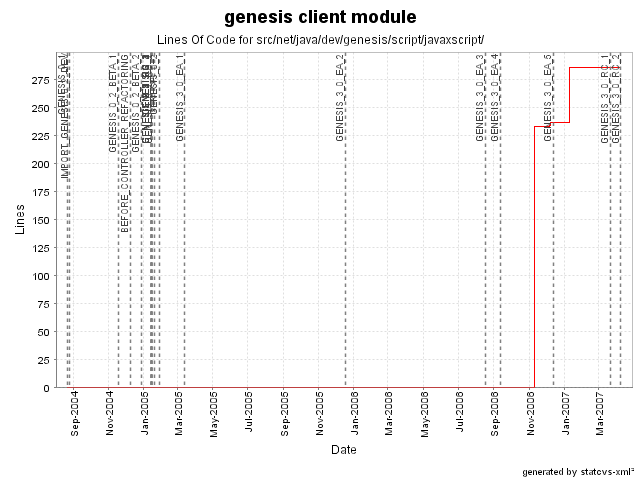 genesis client module
Lines Of Code for src/net/java/dev/genesis/script/javaxscript/
275
250
225
200
175
150
125
100
75
50
25
0
Lines
GENESIS_0_2_BETA_1
BEFORE_CONTROLLER_REFACTORING
GENESIS_0_2_BETA_2
GENESIS_3_0_EA_1
GENESIS_3_0_EA_2
GENESIS_3_0_EA_3
GENESIS_3_0_EA_4
GENESIS_3_0_EA_5
GENESIS_3_0_RC_1
GENESIS_3_0_RC_2
Sep-2004
Nov-2004
Jan-2005
Mar-2005
May-2005
Jul-2005
Sep-2005
Nov-2005
Jan-2006
Mar-2006
May-2006
Jul-2006
Sep-2006
Nov-2006
Jan-2007
Mar-2007
Date
generated by statcvs-xml²